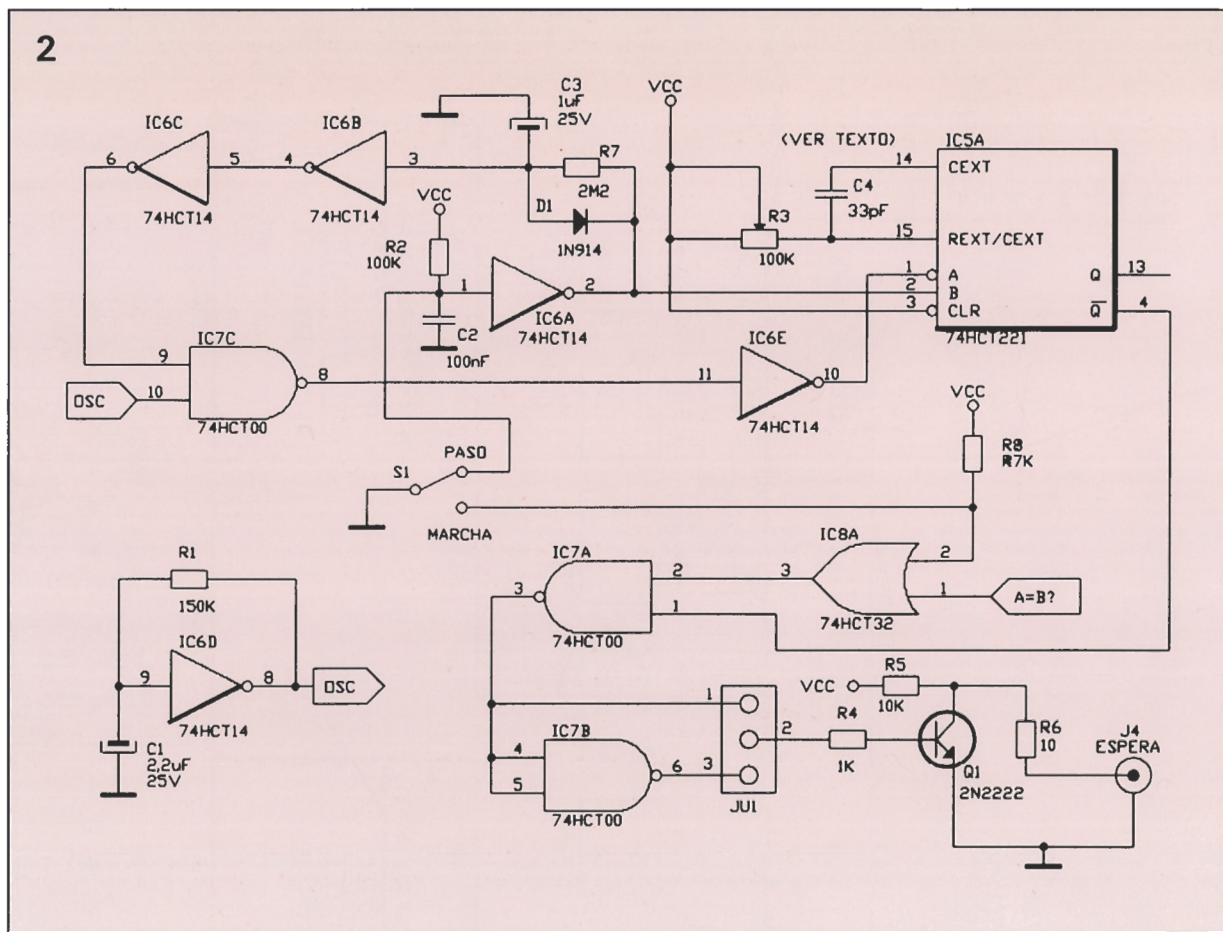 2
C3
1uF
25V
VCC
(VER TEXTO)
IC5A
IC6C
IC6B
6
5
4
3
R7
2M2
14
CEXT
C4
33pF
74HCT14
74HCT14
VCC
D1
1N914
R3
100K
15
REXT/CEXT
R2
100K
1
2
IC6A
74HCT14
C2
100nF
1
A
2
B
3
CLR
Q
13
Q
4
74HCT221
IC7C
9
10
OSC
8
74HCT00
IC6E
11
10
74HCT14
VCC
R8
S1
PASO
MARCHA
IC7A
3
2
1
74HCT00
IC8A
3
2
1
A=B?
74HCT32
R1
150K
IC6D
9
8
OSC
74HCT14
C1
2,2uF
25V
IC7B
4
5
6
74HCT00
1
2
3
JU1
VCC
R5
10K
R4
1K
Q1
2N2222
R6
10
J4
ESPERA